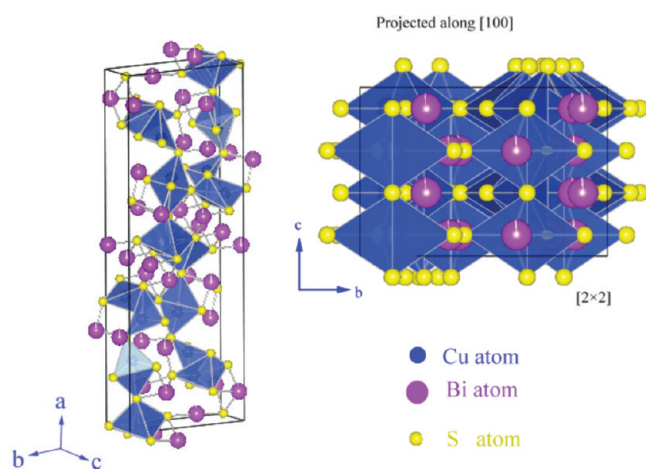 Projected along [100]
c
b
[2×2]
Cu atom
Bi atom
S atom
a
b
c